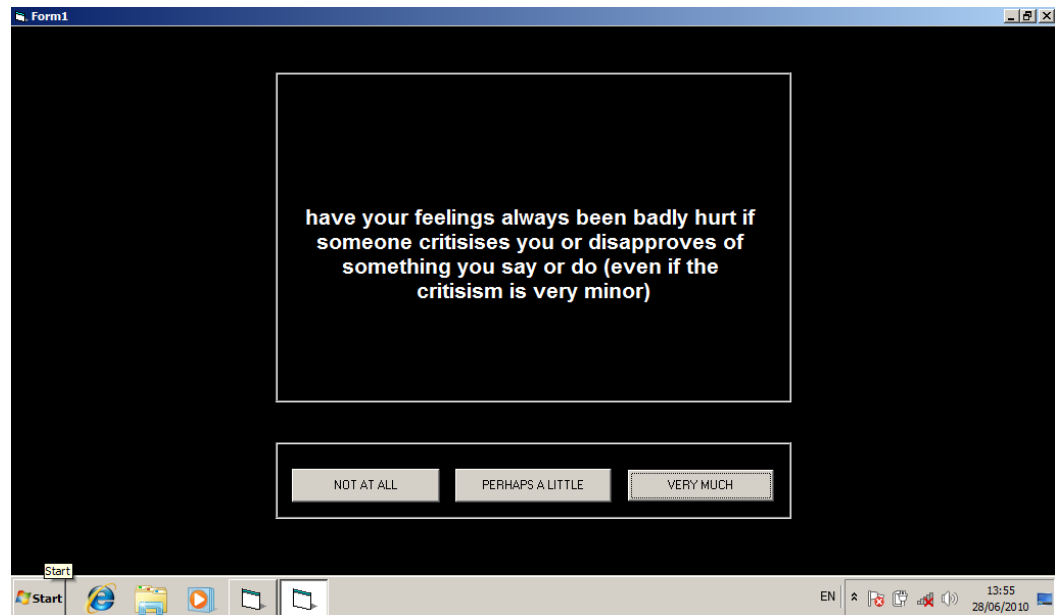 Form1
have your feelings always been badly hurt if
someone critisises you or disapproves of
something you say or do (even if the
critisism is very minor)
NOT AT ALL
PERHAPS A LITTLE
VERY MUCH
Start
Start
EN
13:55
28/06/2010